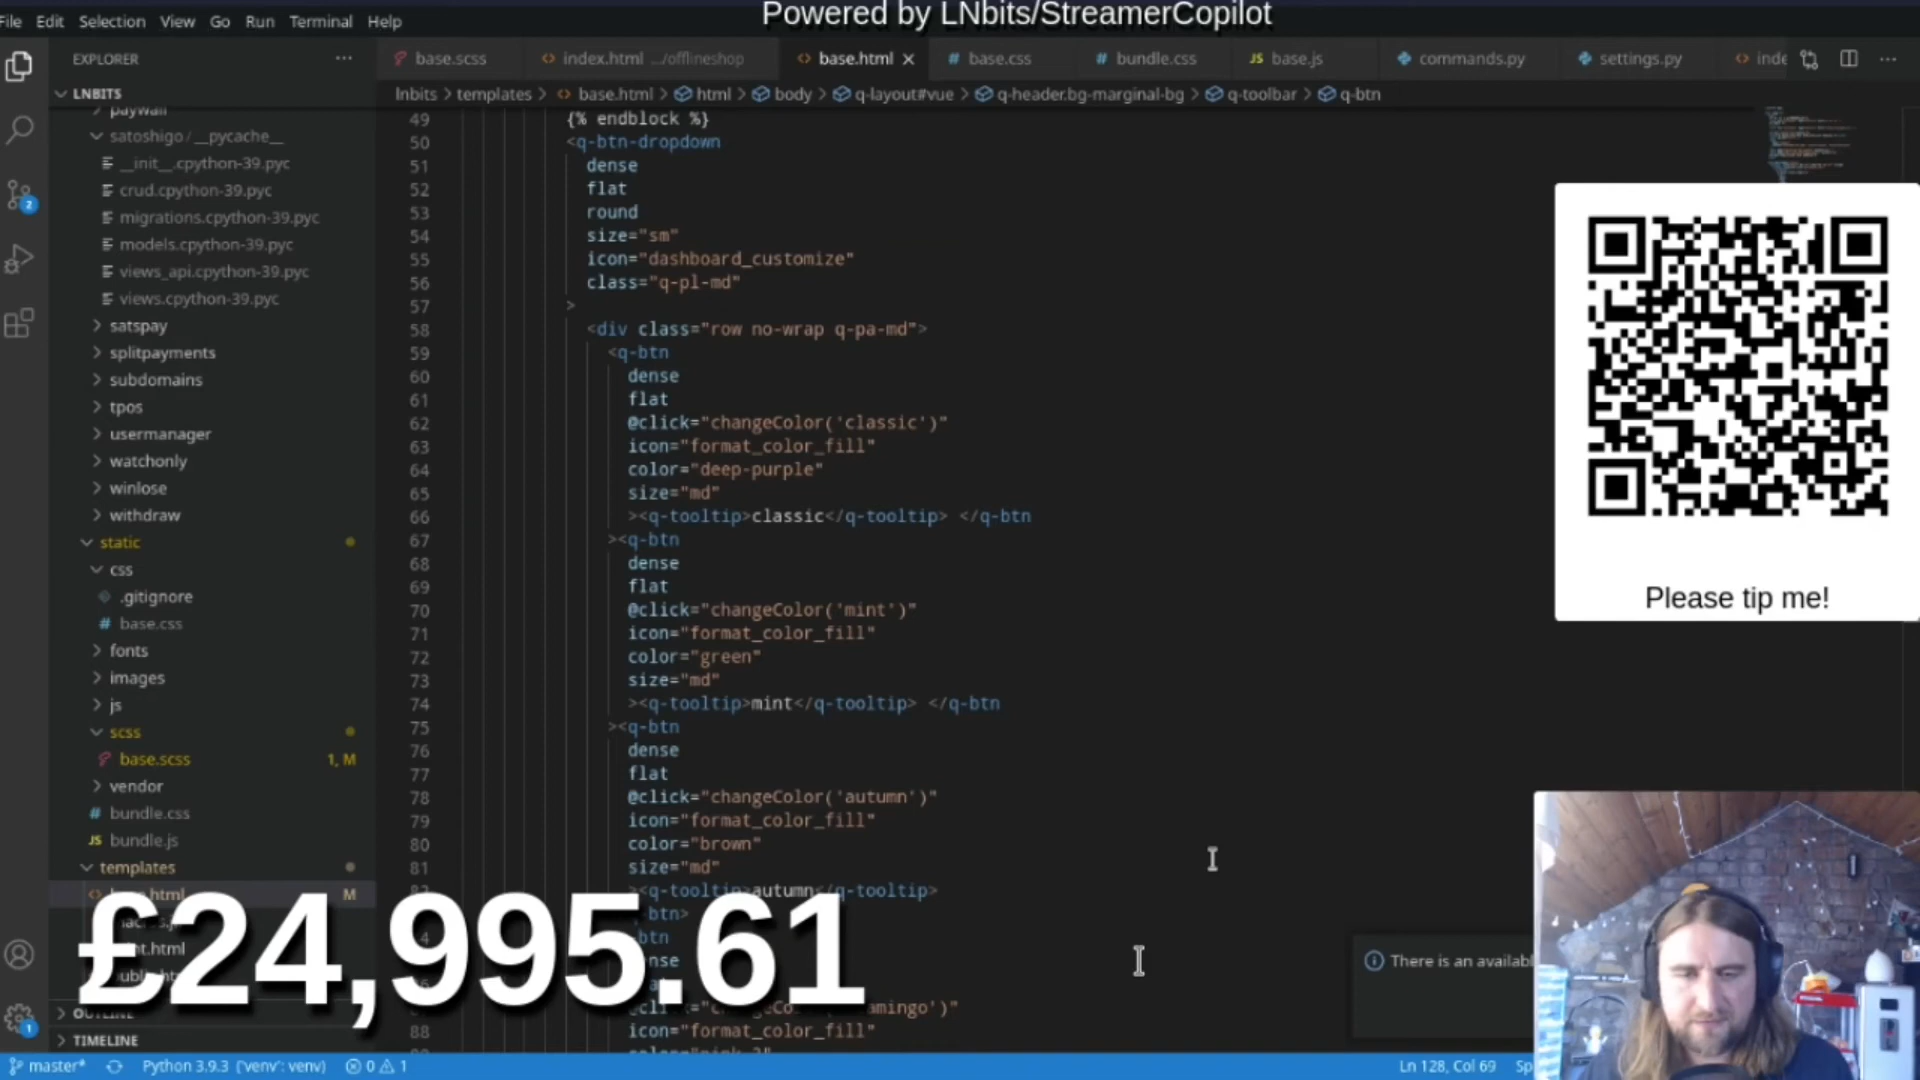 Powered by LNbits/StreamerCopilot
File Edit Selection View Go Run Terminal Help
EXPLORER
base.scss
index.html .../offlineshop
base.html
base.css
bundle.css
base.js
commands.py
settings.py
inde
LNBITS
lnbits > templates > base.html > html > body > q-layout#vue > q-header.bg-marginal-bg > q-toolbar > q-btn
paywall
satoshigo / __pycache__
__init__.cpython-39.pyc
crud.cpython-39.pyc
migrations.cpython-39.pyc
models.cpython-39.pyc
views_api.cpython-39.pyc
views.cpython-39.pyc
satspay
splitpayments
subdomains
tpos
usermanager
watchonly
winlose
withdraw
static
css
.gitignore
base.css
fonts
images
js
scss
base.scss 1, M
vendor
bundle.css
bundle.js
templates
M
OUTLINE
TIMELINE
49 {% endblock %}
50 <q-btn-dropdown
51 dense
52 flat
53 round
54 size="sm"
55 icon="dashboard_customize"
56 class="q-pl-md"
57 >
58 <div class="row no-wrap q-pa-md">
59 <q-btn
60 dense
61 flat
62 @click="changeColor('classic')"
63 icon="format_color_fill"
64 color="deep-purple"
65 size="md"
66 ><q-tooltip>classic</q-tooltip> </q-btn
67 ><q-btn
68 dense
69 flat
70 @click="changeColor('mint')"
71 icon="format_color_fill"
72 color="green"
73 size="md"
74 ><q-tooltip>mint</q-tooltip> </q-btn
75 ><q-btn
76 dense
77 flat
78 @click="changeColor('autumn')"
79 icon="format_color_fill"
80 color="brown"
81 size="md"
><q-tooltip>autumn</q-tooltip>
88 icon="format_color_fill"
£24,995.61
Please tip me!
There is an availabl
master* Python 3.9.3 ('venv': venv) 0 1
Ln 128, Col 69 Sp